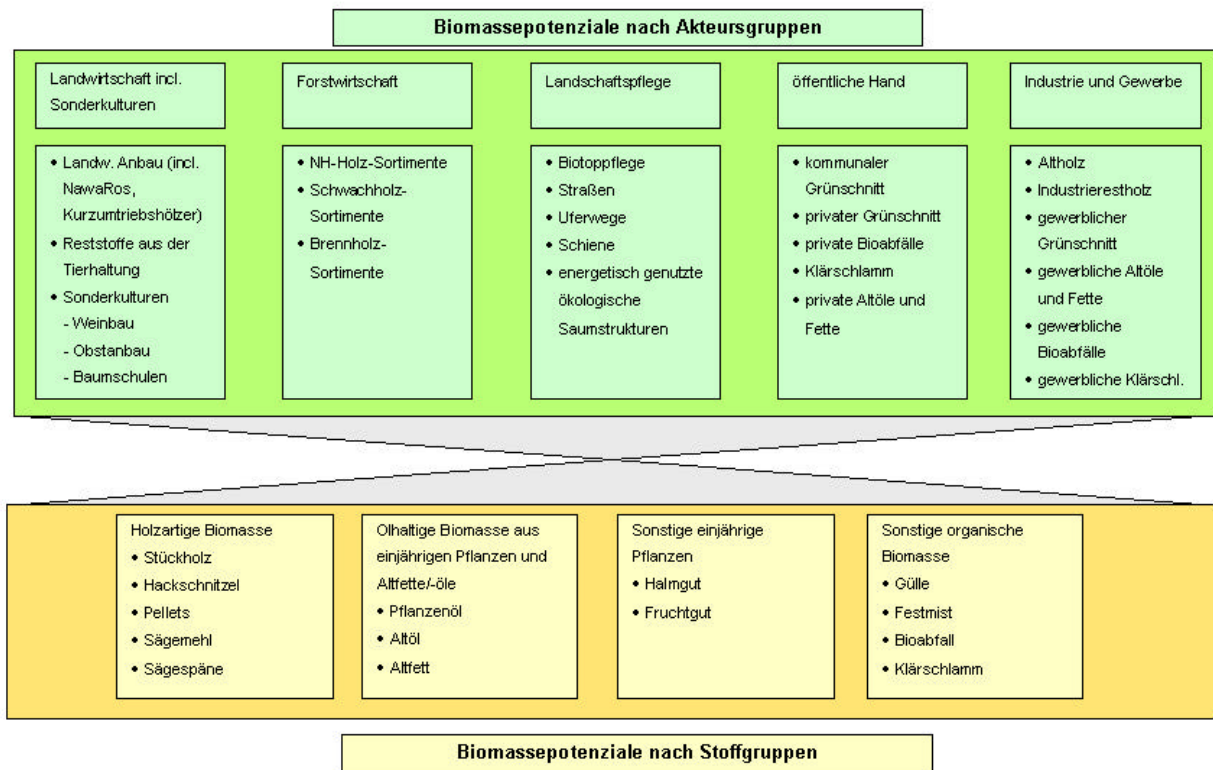 Biomassepotenziale nach Akteursgruppen
Landwirtschaft incl.
Sonderkulturen
• Landw. Anbau (incl.
NawaRos,
Kurzumtriebshölzer)
• Reststoffe aus der
Tierhaltung
• Sonderkulturen
- Weinbau
- Obstanbau
- Baumschulen
Forstwirtschaft
• NH-Holz-Sortimente
• Schwachholz-
Sortimente
• Brennholz-
Sortimente
Landschaftspflege
• Biotoppflege
• Straßen
• Uferwege
• Schiene
• energetisch genutzte
ökologische
Saumstrukturen
öffentliche Hand
• kommunaler
Grünschnitt
• privater Grünschnitt
• private Bioabfälle
• Klärschlamm
• private Altöle und
Fette
Industrie und Gewerbe
• Altholz
• Industrierestholz
• gewerblicher
Grünschnitt
• gewerbliche Altöle
und Fette
• gewerbliche
Bioabfälle
• gewerbliche Klärschl.
Holzartige Biomasse
• Stückholz
• Hackschnitzel
• Pellets
• Sägemehl
• Sägespäne
Olhaltige Biomasse aus
einjährigen Pflanzen und
Altfette/-öle
• Pflanzenöl
• Altöl
• Altfett
Sonstige einjährige
Pflanzen
• Halmgut
• Fruchtgut
Sonstige organische
Biomasse
• Gülle
• Festmist
• Bioabfall
• Klärschlamm
Biomassepotenziale nach Stoffgruppen